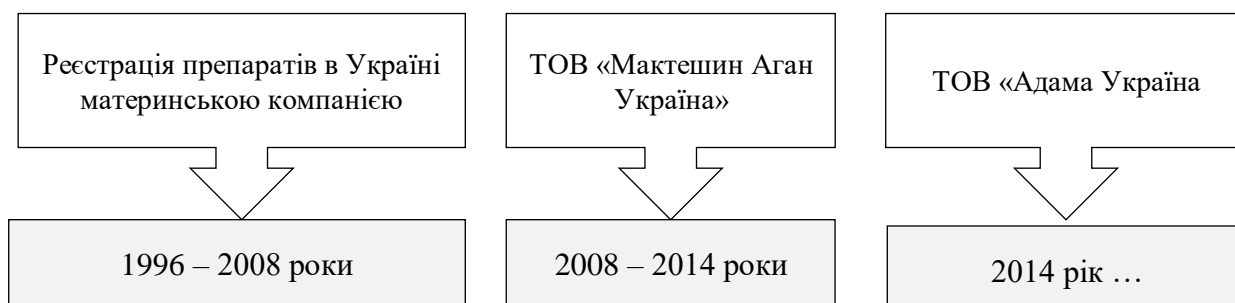 Реєстрація препаратів в Україні
материнською компанією
ТОВ «Мактешин Аган
Україна»
ТОВ «Адама Україна
1996 – 2008 роки
2008 – 2014 роки
2014 рік …